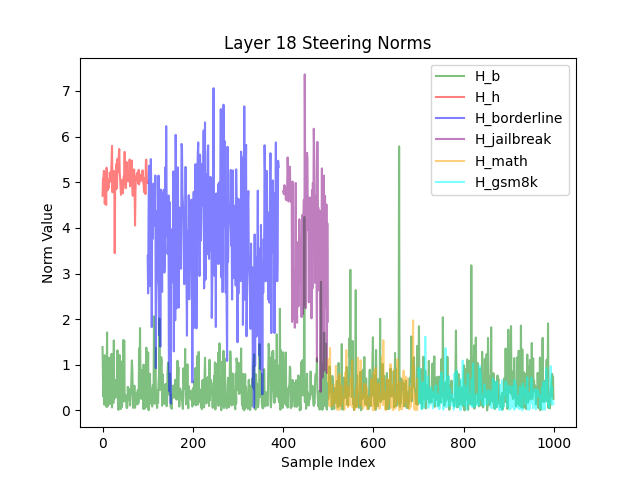 Layer 18 Steering Norms
H_b
H_h
H_borderline
H_jailbreak
H_math
H_gsm8k
Norm Value
7
6
5
4
3
2
1
0
0
200
400
600
800
1000
Sample Index